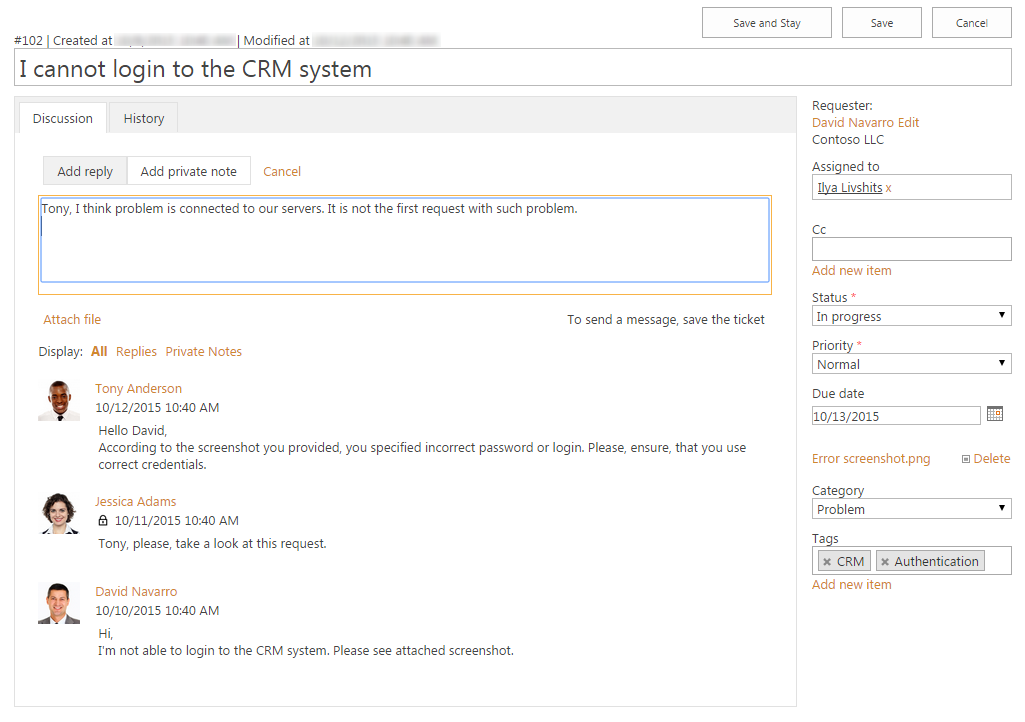 Save and Stay
Save
Cancel
#102 | Created at | Modified at
I cannot login to the CRM system
Discussion
History
Add reply
Add private note
Cancel
Tony, I think problem is connected to our servers. It is not the first request with such problem.
Attach file
To send a message, save the ticket
Display: All Replies Private Notes
Tony Anderson
10/12/2015 10:40 AM
Hello David,
According to the screenshot you provided, you specified incorrect password or login. Please, ensure, that you use
correct credentials.
Jessica Adams
10/11/2015 10:40 AM
Tony, please, take a look at this request.
David Navarro
10/10/2015 10:40 AM
Hi,
I'm not able to login to the CRM system. Please see attached screenshot.
Requester:
David Navarro Edit
Contoso LLC
Assigned to
Ilya Livshits x
Cc
Add new item
Status *
In progress
Priority *
Normal
Due date
10/13/2015
Error screenshot.png
Delete
Category
Problem
Tags
× CRM
× Authentication
Add new item